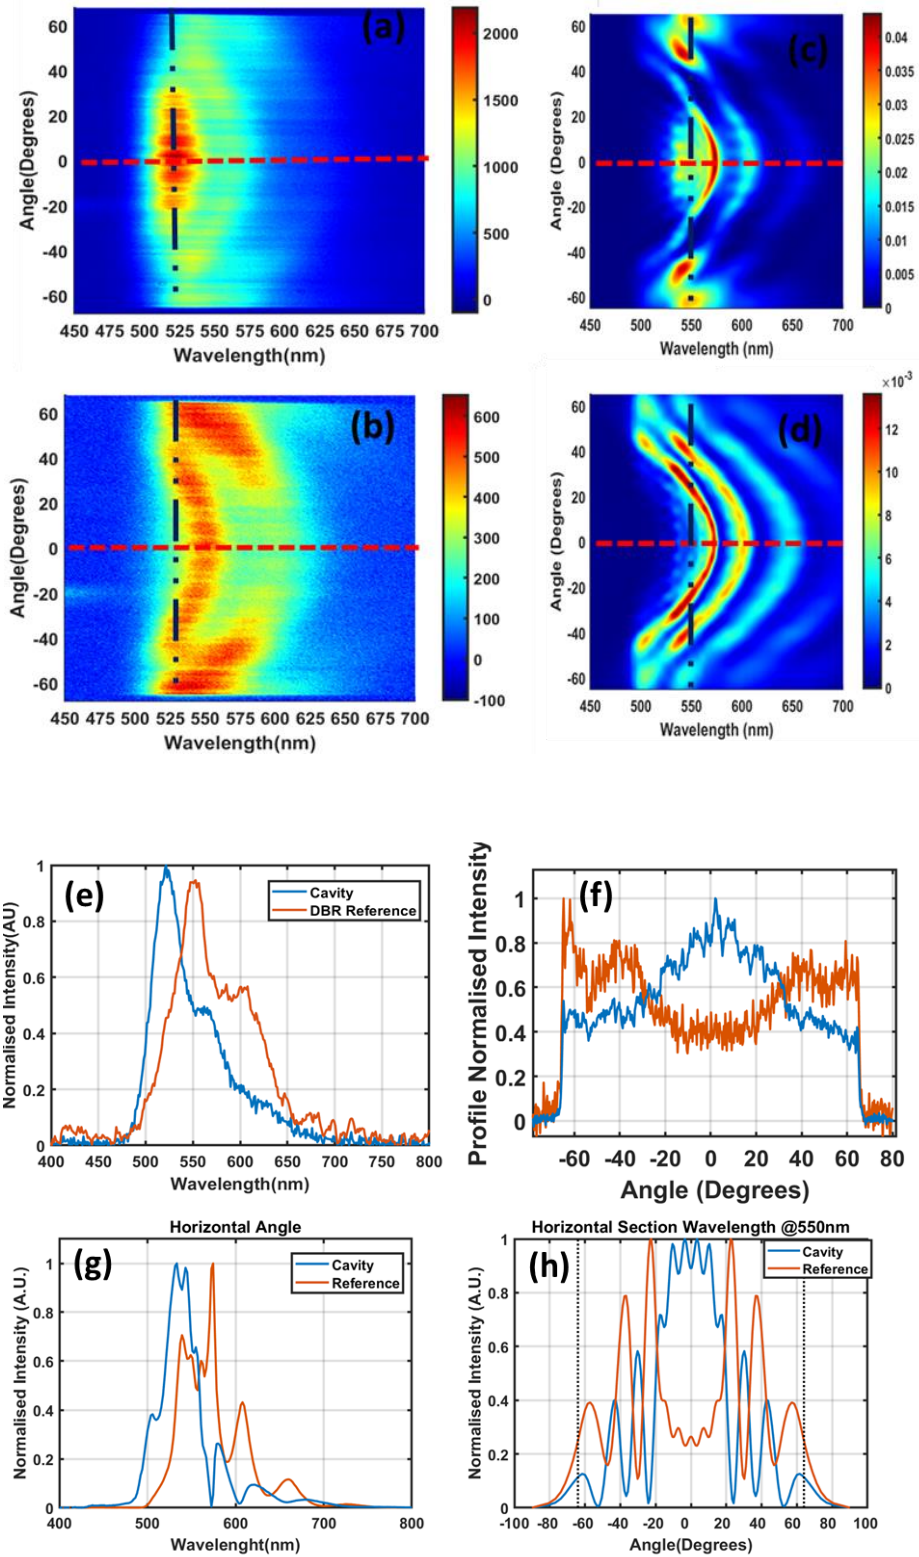 (a)
Angle(Degrees)
60
40
20
0
-20
-40
-60
450 475 500 525 550 575 600 625 650 675 700
Wavelength(nm)
2000
1500
1000
500
0
(c)
Angle (Degrees)
60
40
20
0
-20
-40
-60
450 500 550 600 650 700
Wavelength (nm)
0.04
0.035
0.03
0.025
0.02
0.015
0.01
0.005
0
(b)
Angle(Degrees)
60
40
20
0
-20
-40
-60
450 475 500 525 550 575 600 625 650 675 700
Wavelength(nm)
600
500
400
300
200
100
0
-100
(d)
Angle (Degrees)
60
40
20
0
-20
-40
-60
450 500 550 600 650 700
Wavelength (nm)
×10-3
12
10
8
6
4
2
0
(e)
Normalised Intensity(AU)
1
0.8
0.6
0.4
0.2
0
400 450 500 550 600 650 700 750 800
Wavelength(nm)
Cavity
DBR Reference
(f)
Profile Normalised Intensity
1
0.8
0.6
0.4
0.2
0
-60 -40 -20 0 20 40 60 80
Angle (Degrees)
Horizontal Angle
(g)
Normalised Intensity (A.U.)
1
0.8
0.6
0.4
0.2
0
400 500 600 700 800
Wavelenght(nm)
Cavity
Reference
Horizontal Section Wavelength @550nm
(h)
Normalised Intensity (A.U.)
1
0.8
0.6
0.4
0.2
0
-100 -80 -60 -40 -20 0 20 40 60 80 100
Angle(Degrees)
Cavity
Reference